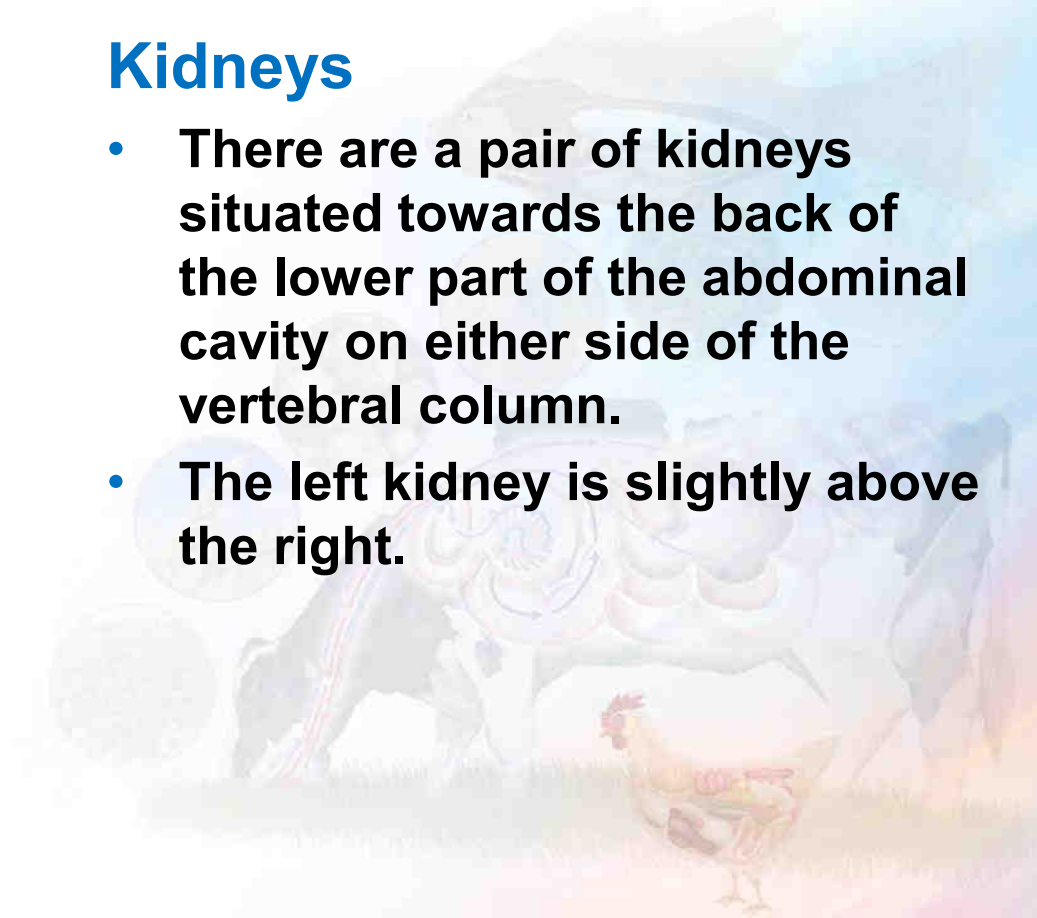 Kidneys
• There are a pair of kidneys
situated towards the back of
the lower part of the abdominal
cavity on either side of the
vertebral column.
• The left kidney is slightly above
the right.